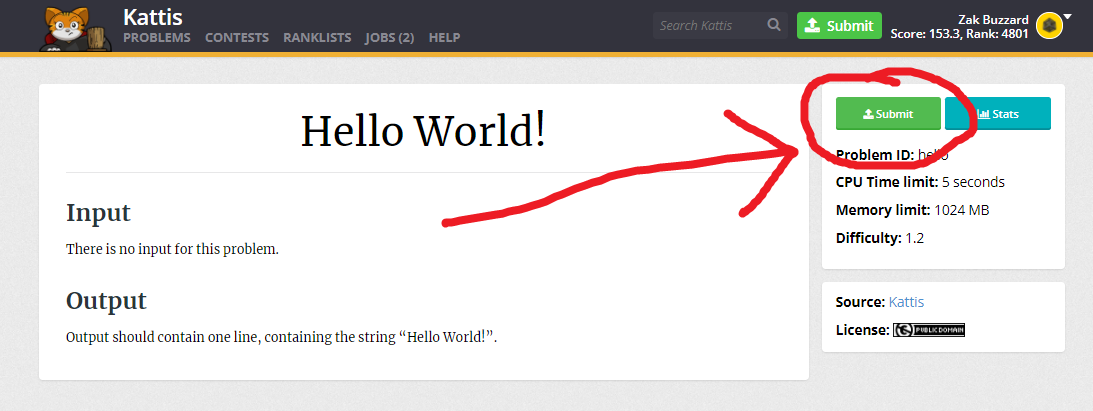 Kattis
PROBLEMS CONTESTS RANKLISTS JOBS (2) HELP
Search Kattis
Submit
Zak Buzzard
Score: 153.3, Rank: 4801
Hello World!
Input
There is no input for this problem.
Output
Output should contain one line, containing the string “Hello World!”.
Submit
Stats
Problem ID: hello
CPU Time limit: 5 seconds
Memory limit: 1024 MB
Difficulty: 1.2
Source: Kattis
License: PUBLIC DOMAIN